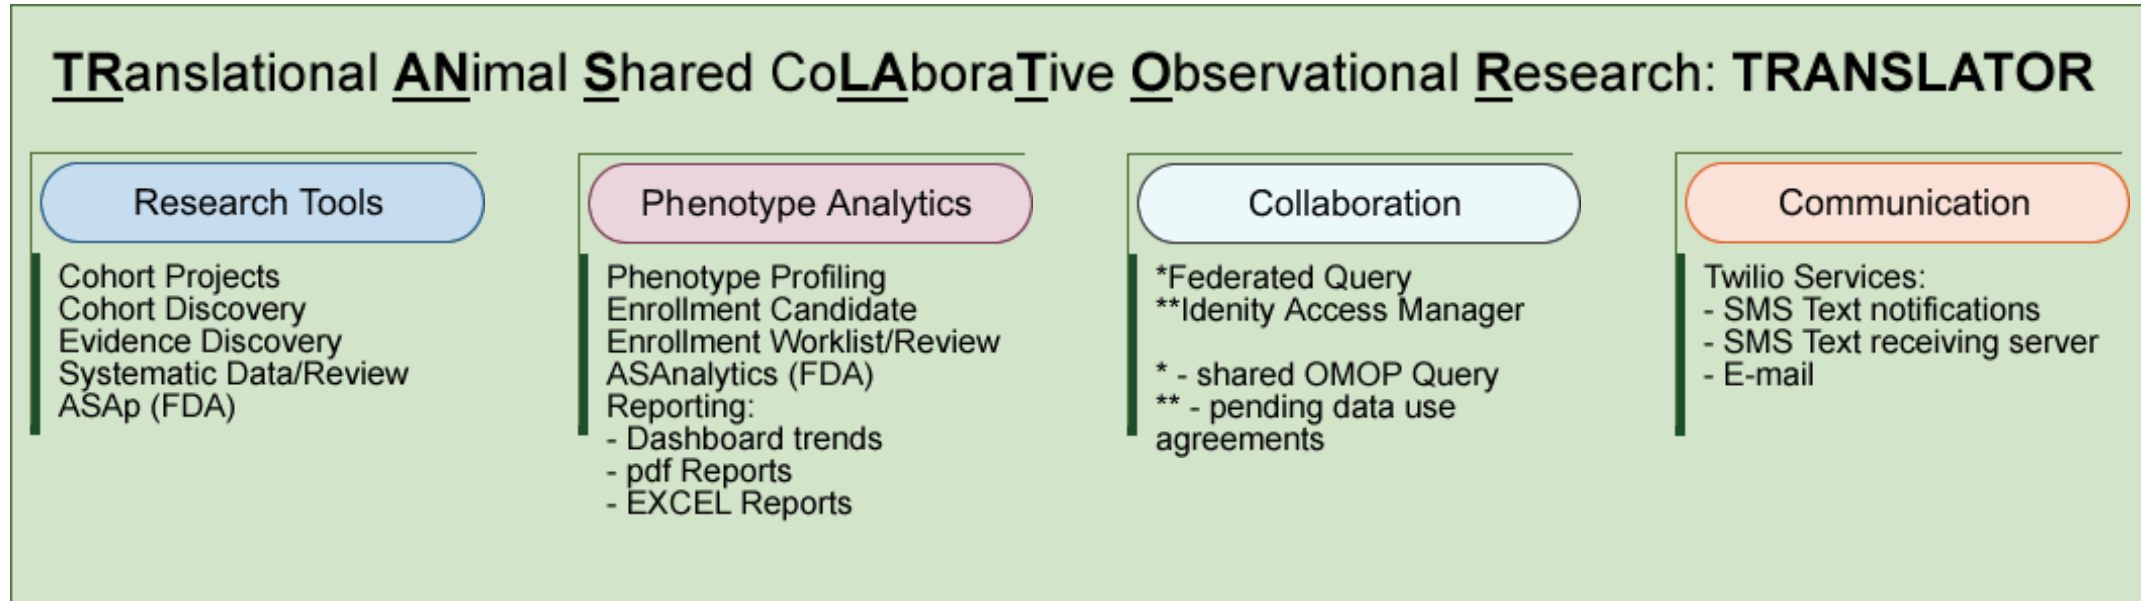 TRanslational ANimal Shared CoLAboraTive Observational Research: TRANSLATOR
Research Tools
Cohort Projects
Cohort Discovery
Evidence Discovery
Systematic Data/Review
ASAp (FDA)
Phenotype Analytics
Phenotype Profiling
Enrollment Candidate
Enrollment Worklist/Review
ASAnalytics (FDA)
Reporting:
- Dashboard trends
- pdf Reports
- EXCEL Reports
Collaboration
*Federated Query
**Idenity Access Manager
* - shared OMOP Query
** - pending data use
agreements
Communication
Twilio Services:
- SMS Text notifications
- SMS Text receiving server
- E-mail